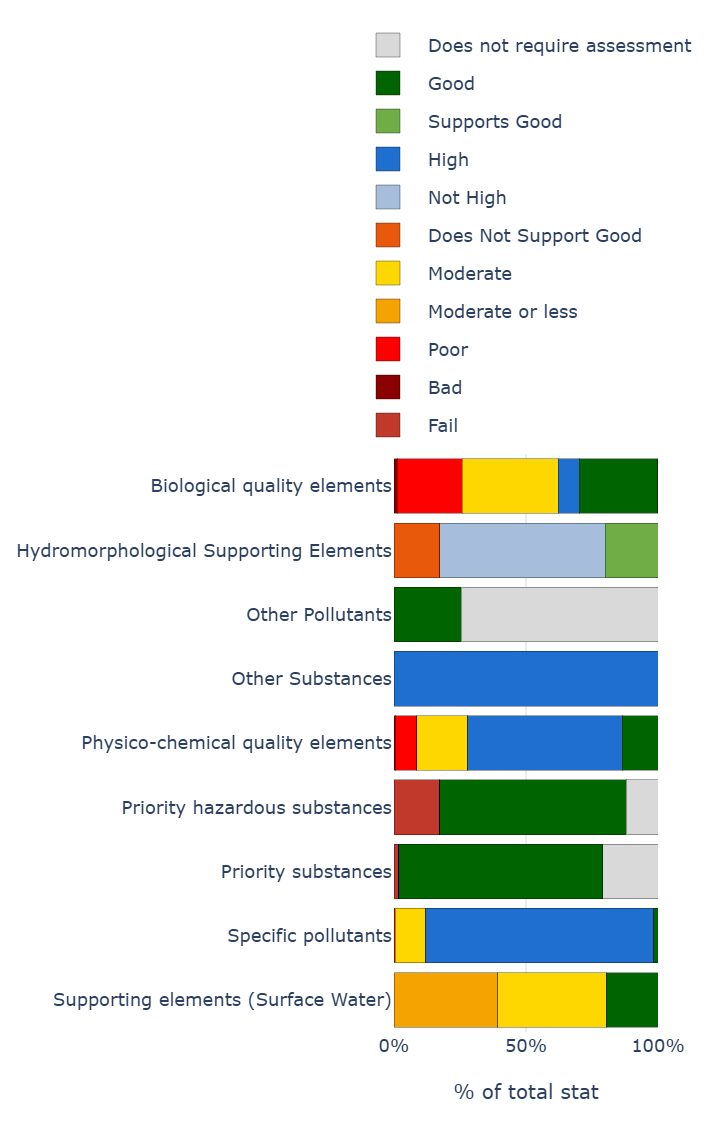 Does not require assessment
Good
Supports Good
High
Not High
Does Not Support Good
Moderate
Moderate or less
Poor
Bad
Fail
Biological quality elements
Hydromorphological Supporting Elements
Other Pollutants
Other Substances
Physico-chemical quality elements
Priority hazardous substances
Priority substances
Specific pollutants
Supporting elements (Surface Water)
0% 50% 100%
% of total stat